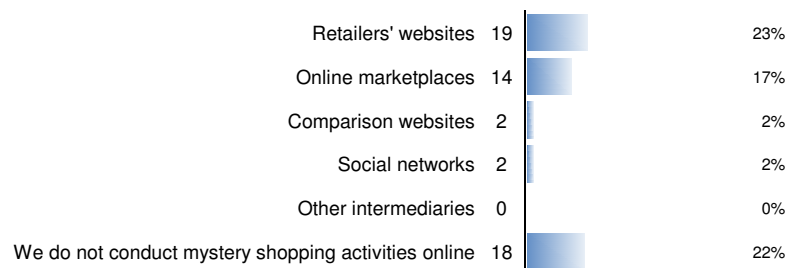 Retailers' websites 19 23%
Online marketplaces 14 17%
Comparison websites 2 2%
Social networks 2 2%
Other intermediaries 0 0%
We do not conduct mystery shopping activities online 18 22%